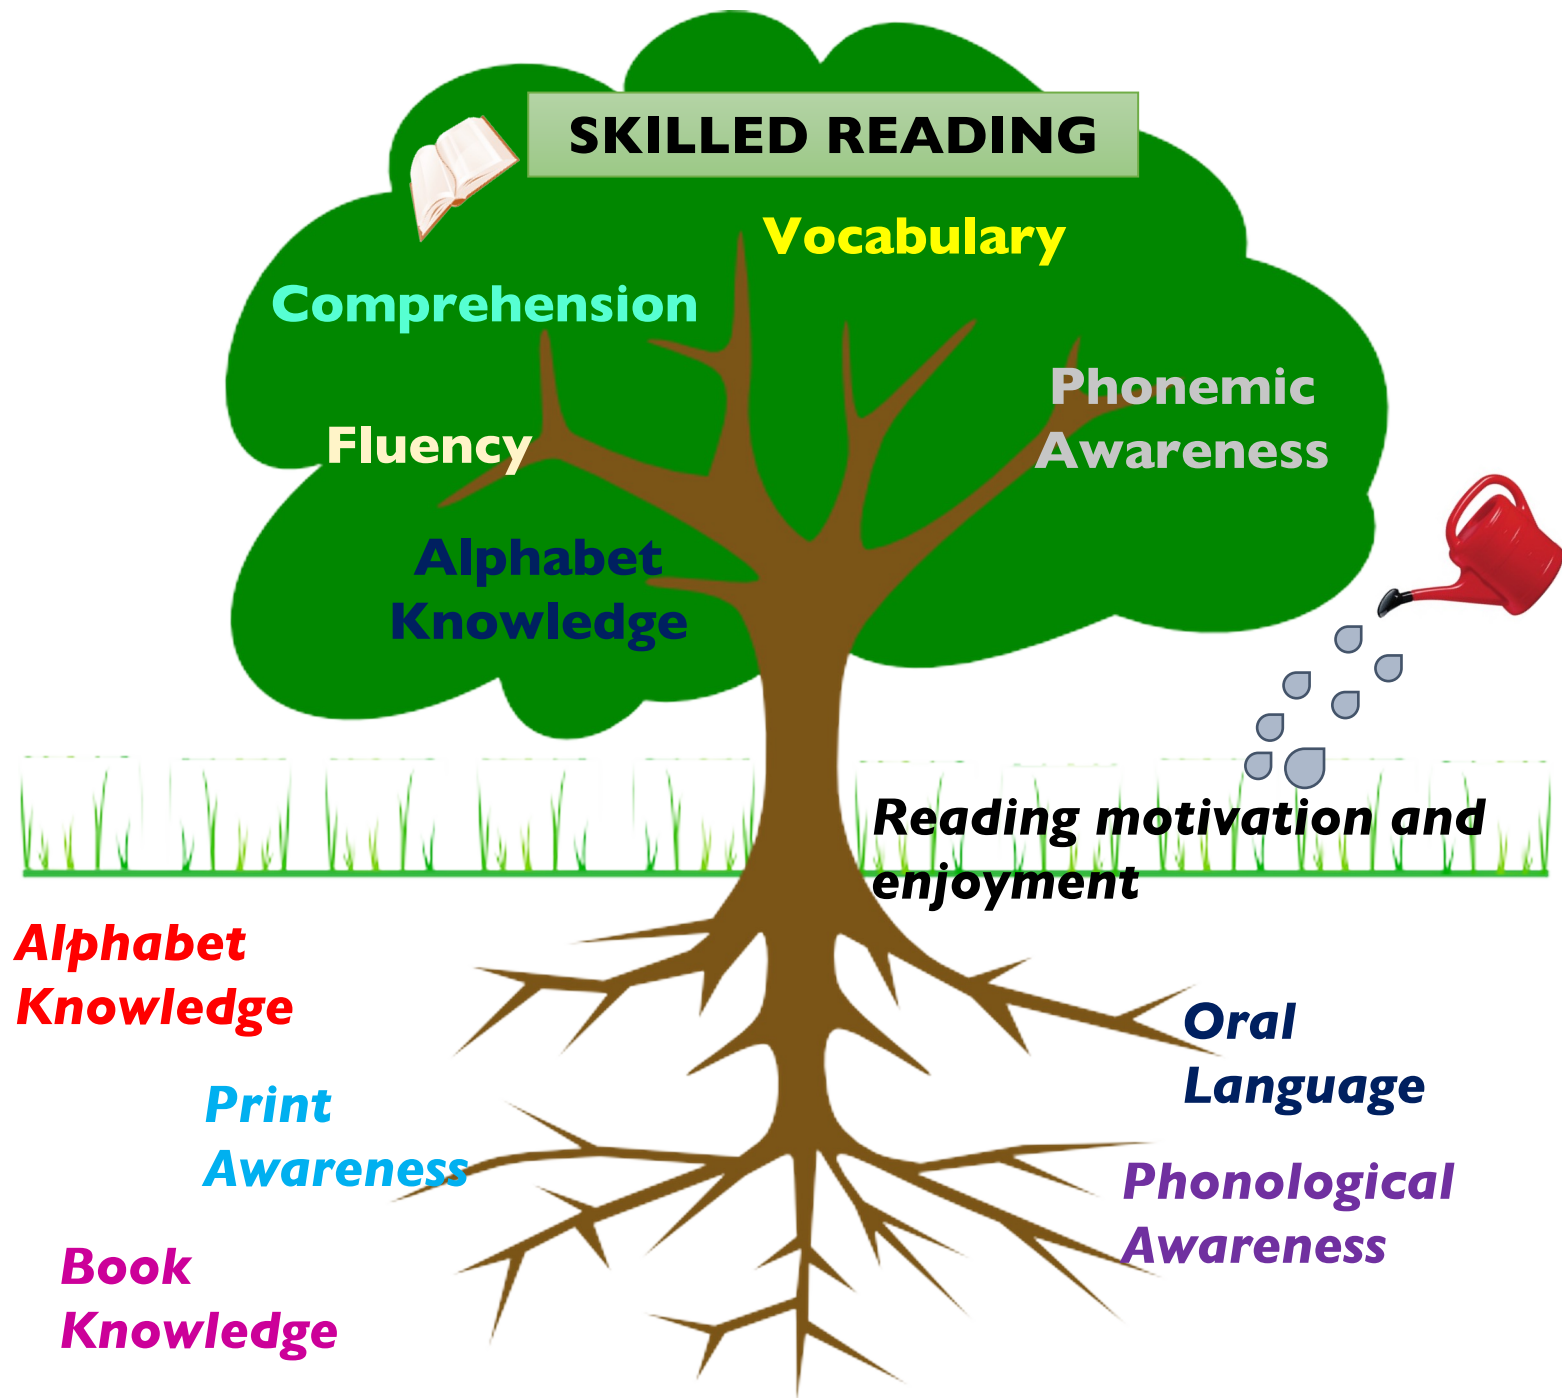 SKILLED READING
Vocabulary
Comprehension
Phonemic
Awareness
Fluency
Alphabet
Knowledge
Reading motivation and
enjoyment
Alphabet
Knowledge
Oral
Language
Print
Awareness
Phonological
Awareness
Book
Knowledge